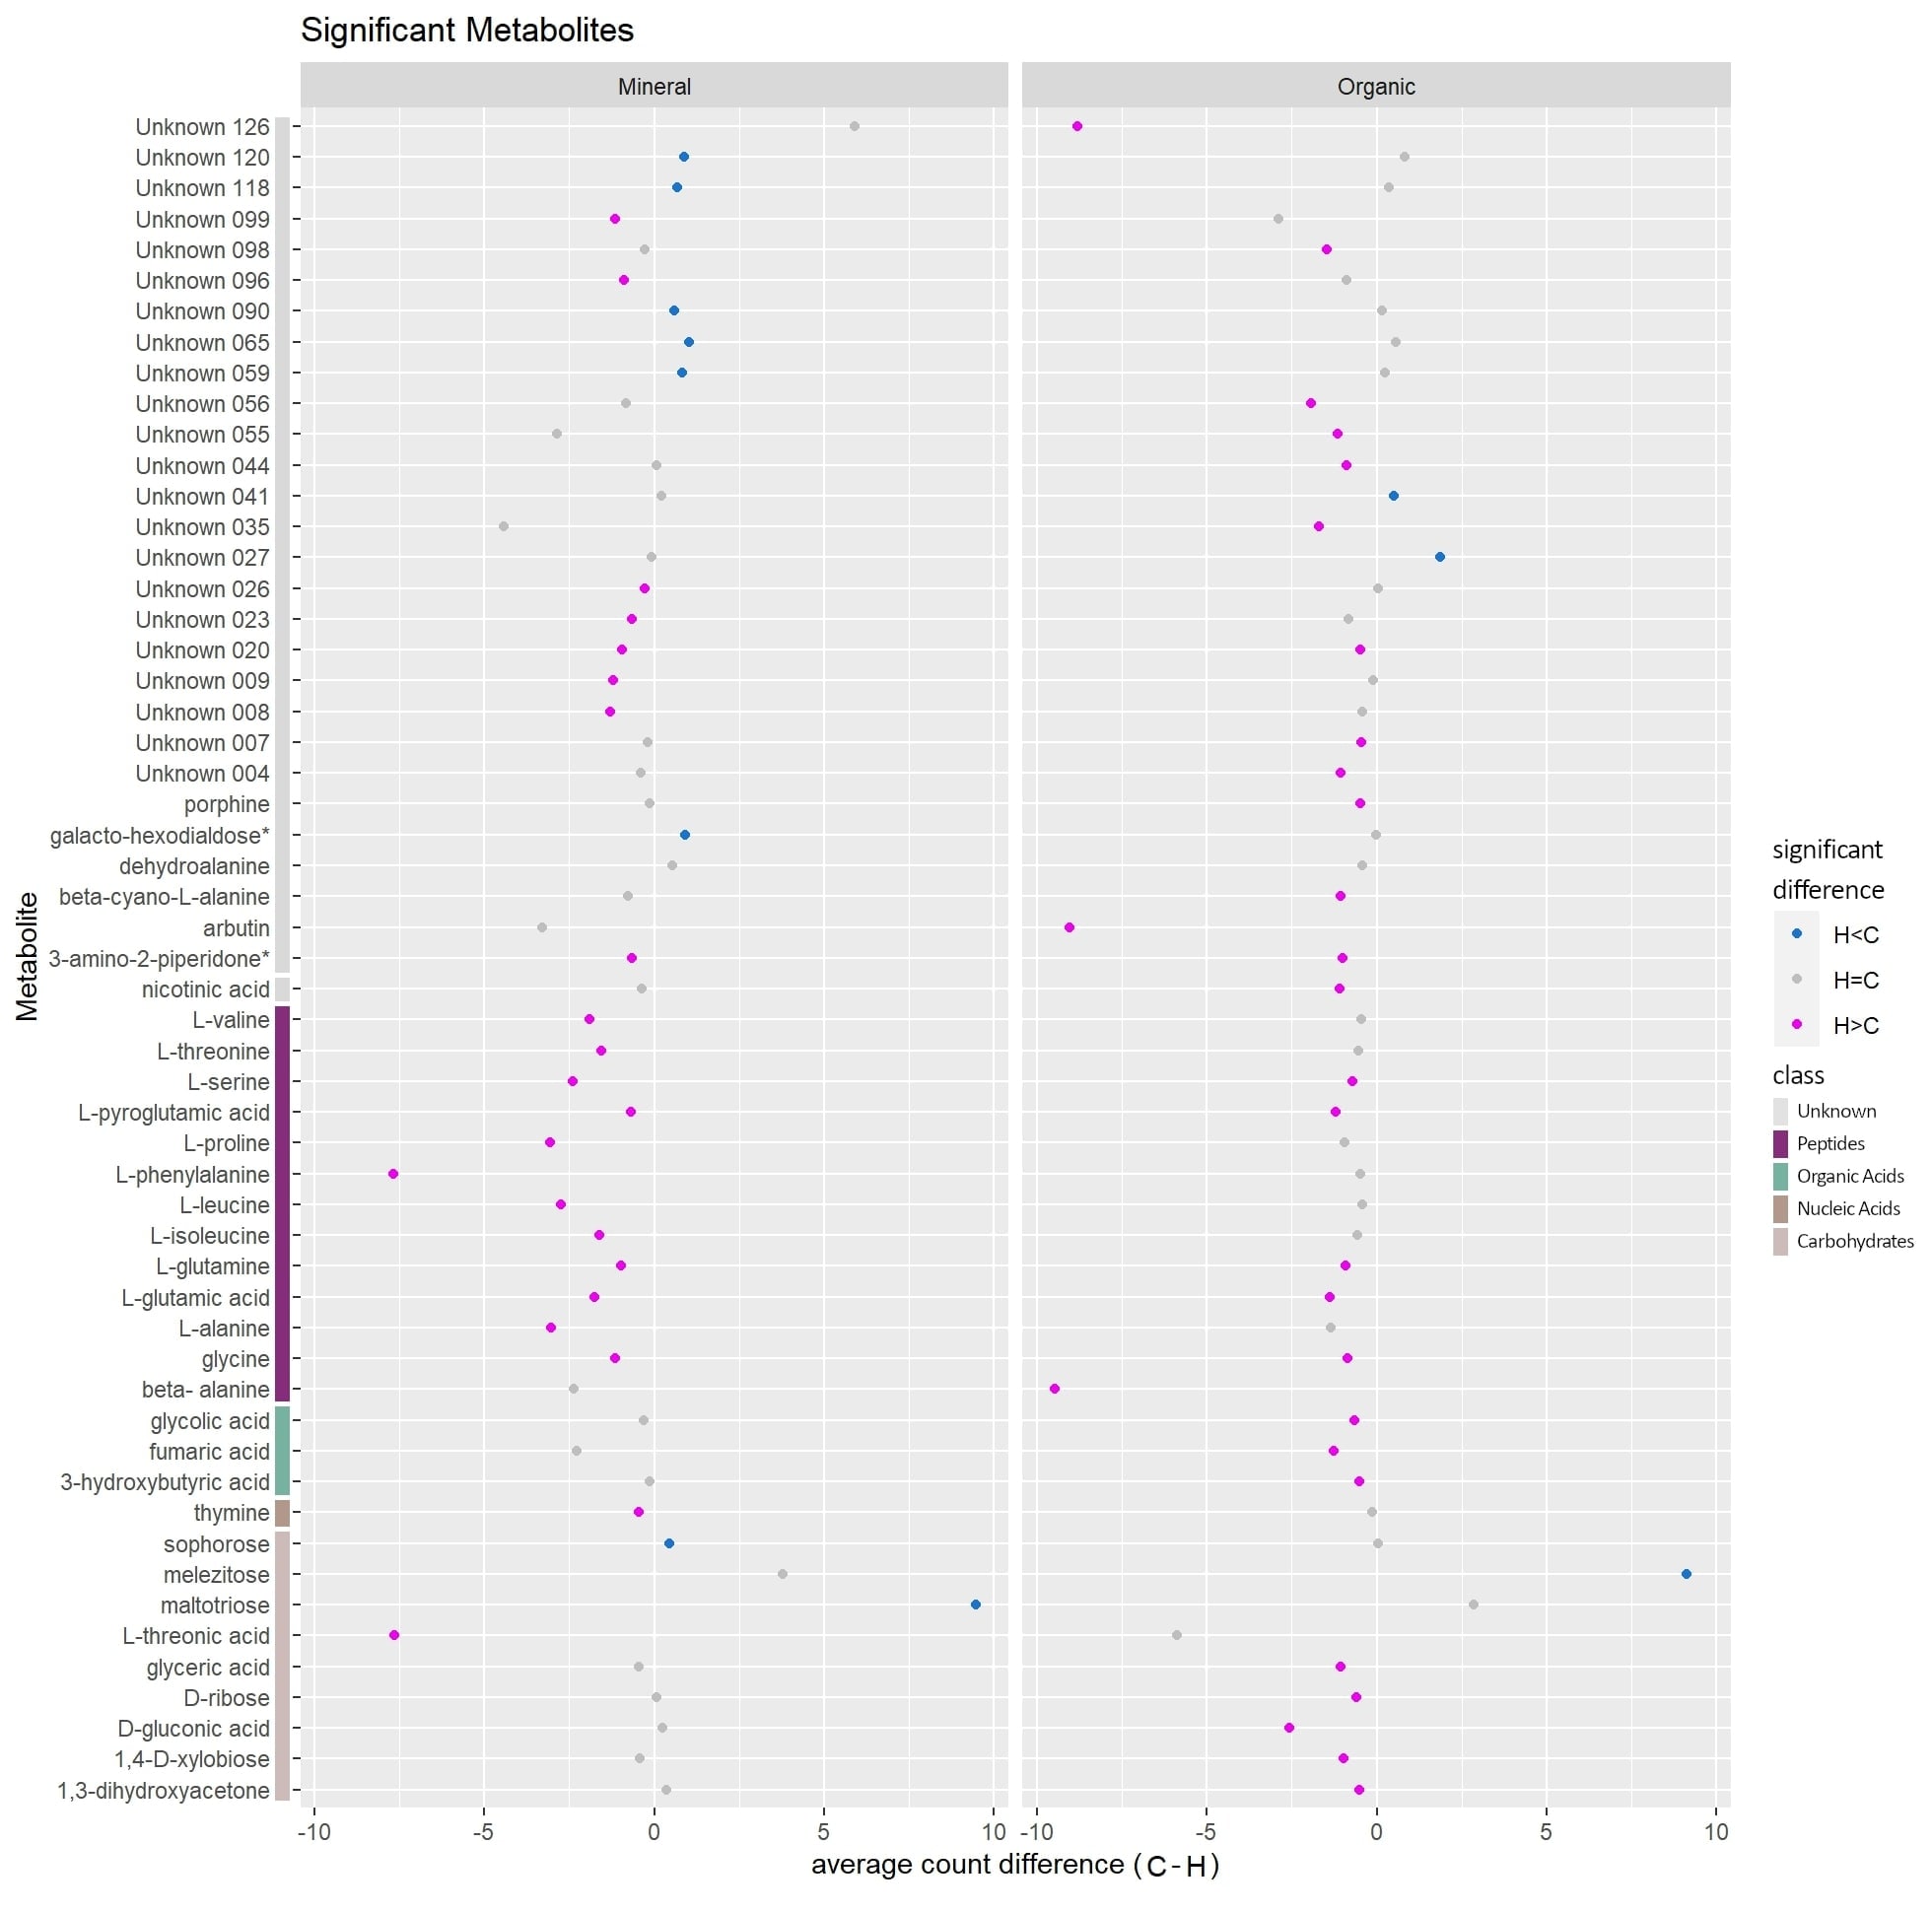 Significant Metabolites
Mineral
Organic
Unknown 126
Unknown 120
Unknown 118
Unknown 099
Unknown 098
Unknown 096
Unknown 090
Unknown 065
Unknown 059
Unknown 056
Unknown 055
Unknown 044
Unknown 041
Unknown 035
Unknown 027
Unknown 026
Unknown 023
Unknown 020
Unknown 009
Unknown 008
Unknown 007
Unknown 004
porphine
galacto-hexodialdose*
dehydroalanine
beta-cyano-L-alanine
arbutin
3-amino-2-piperidone*
nicotinic acid
L-valine
L-threonine
L-serine
L-pyroglutamic acid
L-proline
L-phenylalanine
L-leucine
L-isoleucine
L-glutamine
L-glutamic acid
L-alanine
glycine
beta- alanine
glycolic acid
fumaric acid
3-hydroxybutyric acid
thymine
sophorose
melezitose
maltotriose
L-threonic acid
glyceric acid
D-ribose
D-gluconic acid
1,4-D-xylobiose
1,3-dihydroxyacetone
Metabolite
-10 -5 0 5 10
-10 -5 0 5 10
average count difference (C-H)
significant
difference
H<C
H=C
H>C
class
Unknown
Peptides
Organic Acids
Nucleic Acids
Carbohydrates